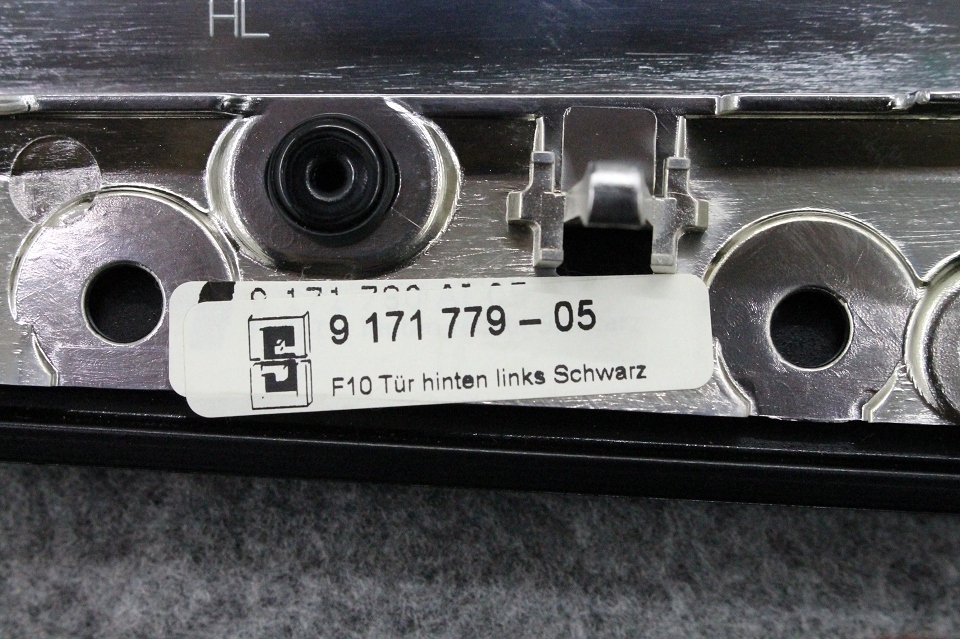 HL
9 171 779 – 05
F10 Tür hinten links Schwarz